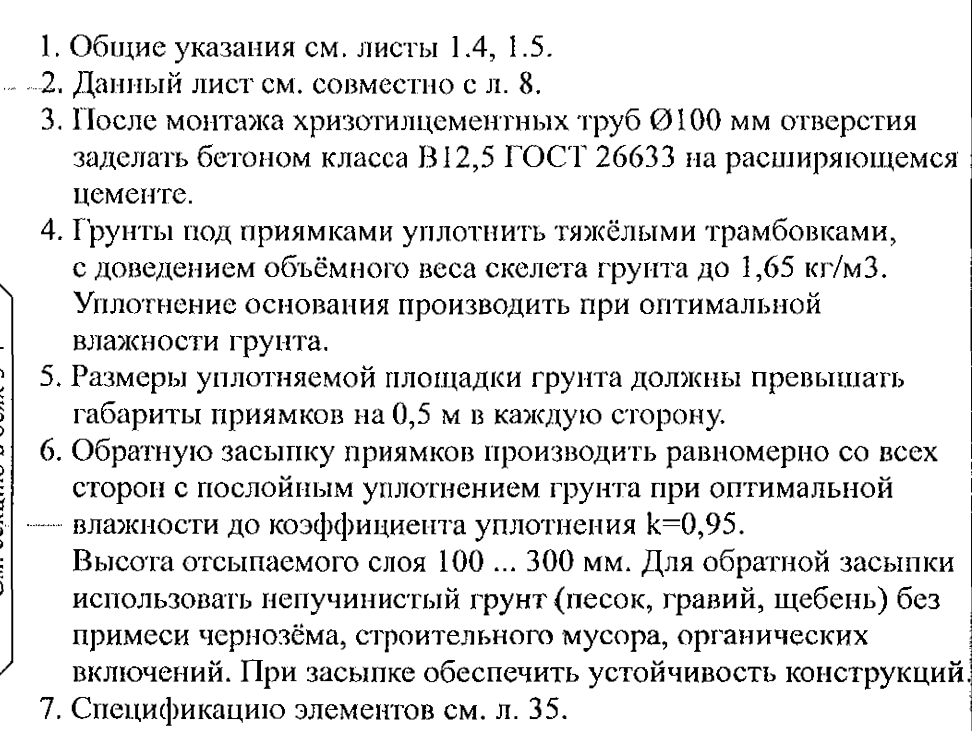 1. Общие указания см. листы 1.4, 1.5.
2. Данный лист см. совместно с л. 8.
3. После монтажа хризотилцементных труб Ø100 мм отверстия
заделать бетоном класса В12,5 ГОСТ 26633 на расширяющемся
цементе.
4. Грунты под приямками уплотнить тяжёлыми трамбовками,
с доведением объёмного веса скелета грунта до 1,65 кг/м3.
Уплотнение основания производить при оптимальной
влажности грунта.
5. Размеры уплотняемой площадки грунта должны превышать
габариты приямков на 0,5 м в каждую сторону.
6. Обратную засыпку приямков производить равномерно со всех
сторон с послойным уплотнением грунта при оптимальной
влажности до коэффициента уплотнения k=0,95.
Высота отсыпаемого слоя 100 ... 300 мм. Для обратной засыпки
использовать непучинистый грунт (песок, гравий, щебень) без
примеси чернозёма, строительного мусора, органических
включений. При засыпке обеспечить устойчивость конструкций.
7. Спецификацию элементов см. л. 35.